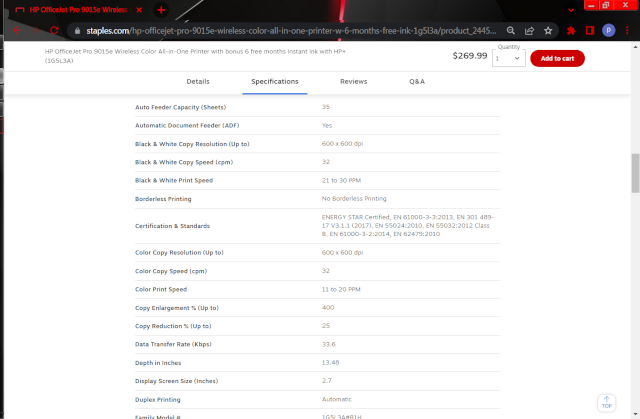 HP OfficeJet Pro 9015e Wireless
staples.com/hp-officejet-pro-9015e-wireless-color-all-in-one-printer-w-6-months-free-ink-1g5l3a/product_2445...
P
HP OfficeJet Pro 9015e Wireless Color All-in-One Printer with bonus 6 free months Instant Ink with HP+
(1G5L3A)
$269.99
Quantity
1
Add to cart
Details
Specifications
Reviews
Q&A
Auto Feeder Capacity (Sheets) 35
Automatic Document Feeder (ADF) Yes
Black & White Copy Resolution (Up to) 600 x 600 dpi
Black & White Copy Speed (cpm) 32
Black & White Print Speed 21 to 30 PPM
Borderless Printing No Borderless Printing
Certification & Standards
ENERGY STAR Certified, EN 61000-3-3:2013, EN 301 489-
17 V3.1.1 (2017), EN 55024:2010, EN 55032:2012 Class
B, EN 61000-3-2:2014, EN 62479:2010
Color Copy Resolution (Up to) 600 x 600 dpi
Color Copy Speed (cpm) 32
Color Print Speed 11 to 20 PPM
Copy Enlargement % (Up to) 400
Copy Reduction % (Up to) 25
Data Transfer Rate (Kbps) 33.6
Depth in Inches 13.48
Display Screen Size (Inches) 2.7
Duplex Printing Automatic
Family Model # 1G5L3A#B1H
TOP